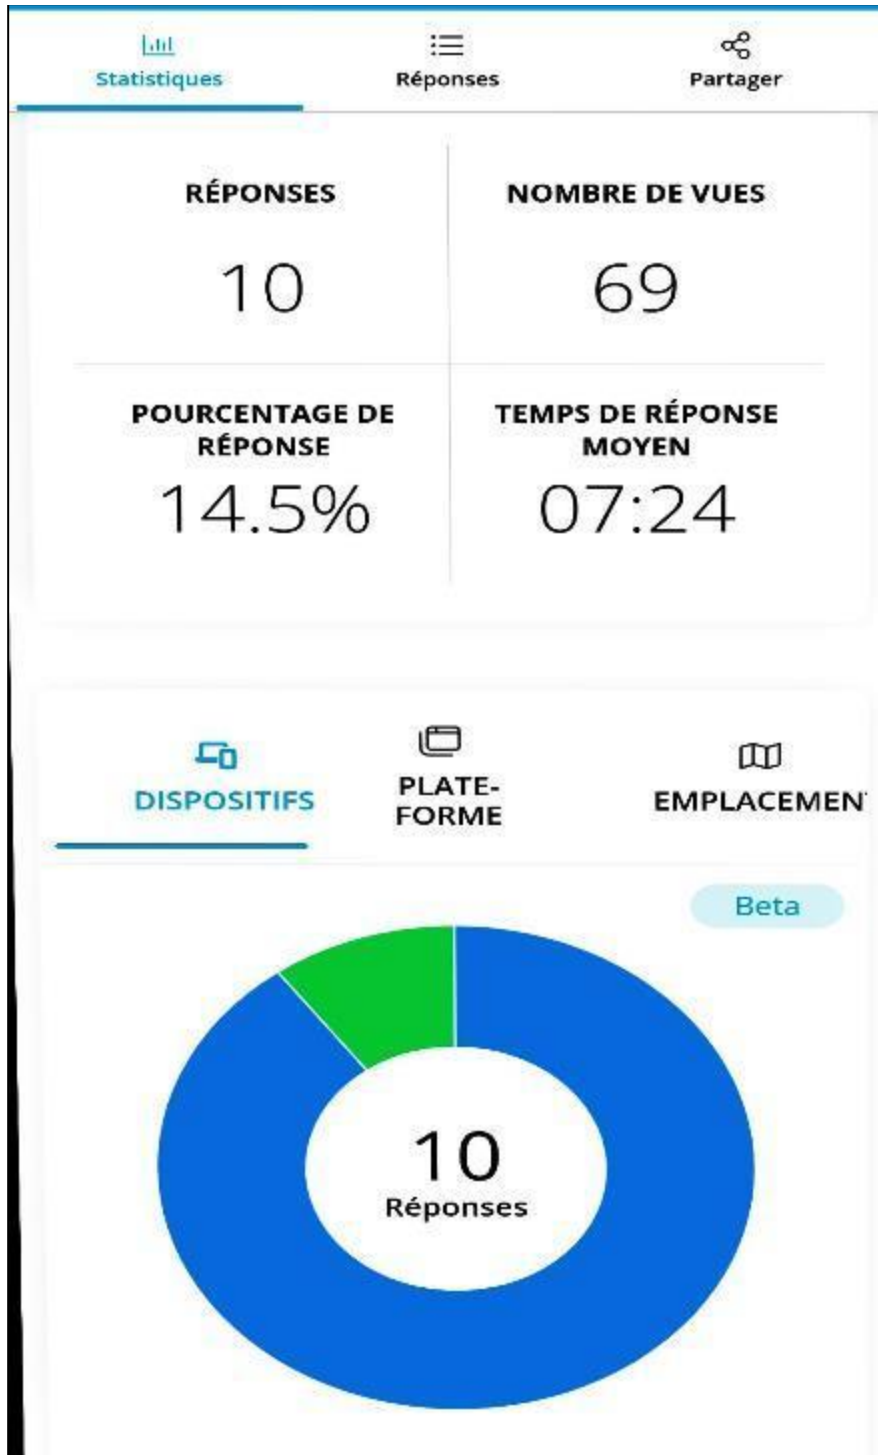 Statistiques
Réponses
Partager
RÉPONSES
NOMBRE DE VUES
10
69
POURCENTAGE DE
RÉPONSE
TEMPS DE RÉPONSE
MOYEN
14.5%
07:24
DISPOSITIFS
PLATE-
FORME
EMPLACEMEN
Beta
10
Réponses